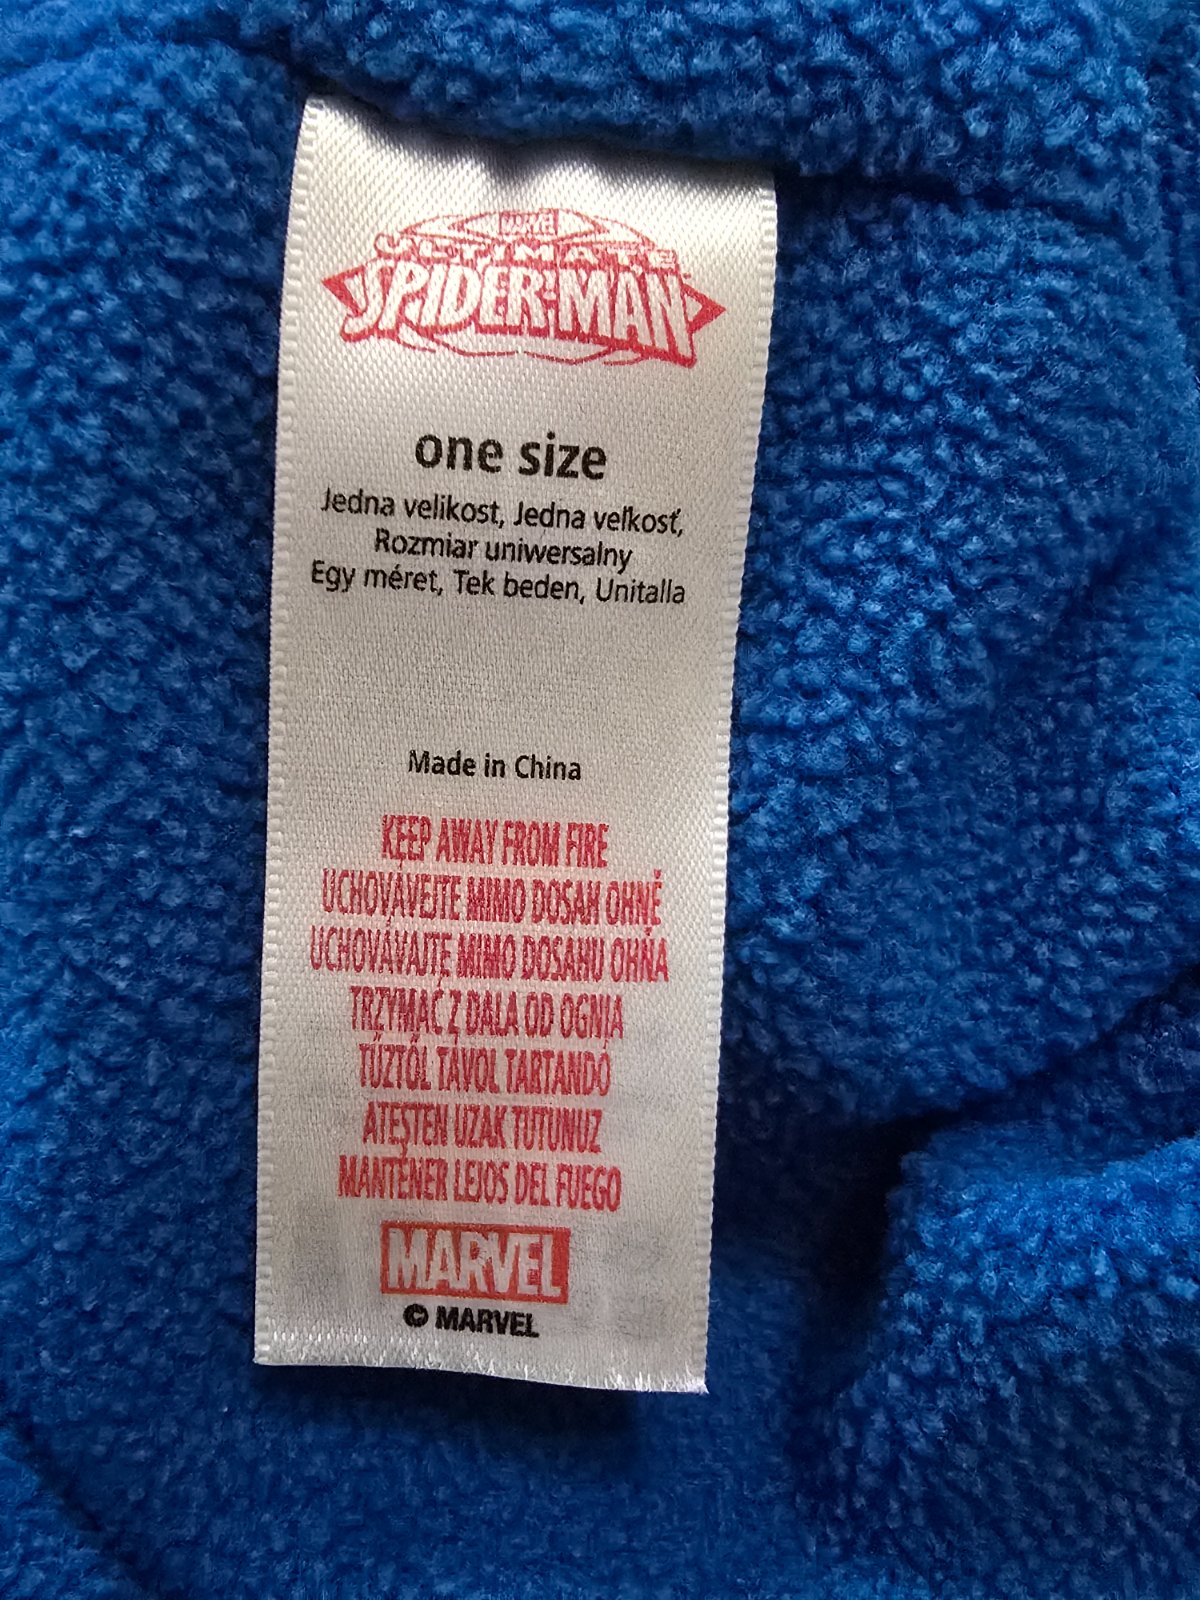 MARVEL
ULTIMATE
SPIDER-MAN
one size
Jedna velikost, Jedna veľkosť,
Rozmiar uniwersalny
Egy méret, Tek beden, Unitalla
Made in China
KEEP AWAY FROM FIRE
UCHOVÁVEJTE MIMO DOSAH OHNĚ
UCHOVÁVAJTE MIMO DOSAHU OHŇA
TRZYMAĆ Z DALA OD OGNIA
TŰZTŐL TÁVOL TARTANDÓ
ATEŞTEN UZAK TUTUNUZ
MANTENER LEJOS DEL FUEGO
MARVEL
© MARVEL